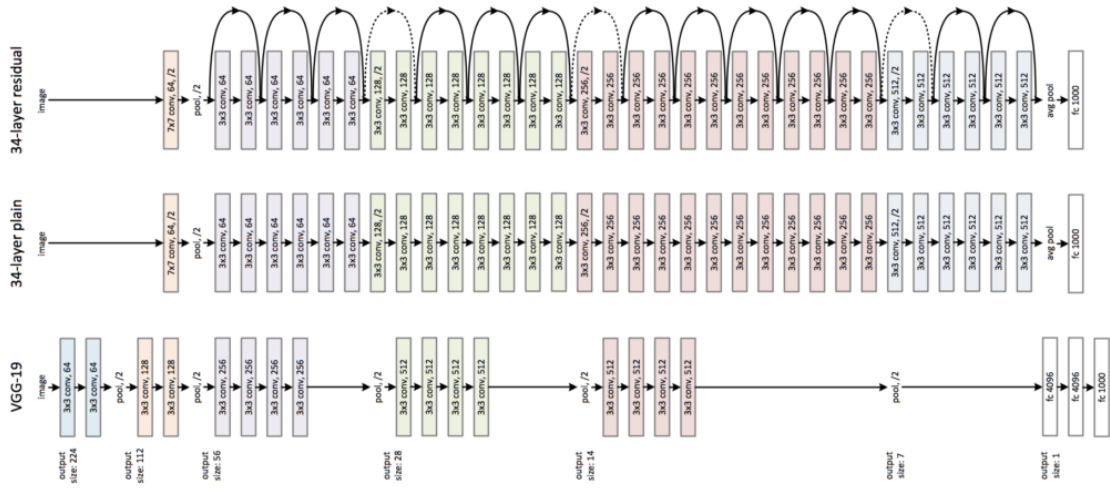 output
size: 224
output
size: 112
output
size: 56
output
size: 28
output
size: 14
output
size: 7
output
size: 1
VGG-19
image
3x3 conv, 64
3x3 conv, 64
pool, /2
3x3 conv, 128
3x3 conv, 128
pool, /2
3x3 conv, 256
3x3 conv, 256
3x3 conv, 256
3x3 conv, 256
pool, /2
3x3 conv, 512
3x3 conv, 512
3x3 conv, 512
3x3 conv, 512
pool, /2
3x3 conv, 512
3x3 conv, 512
3x3 conv, 512
3x3 conv, 512
pool, /2
fc 4096
fc 4096
fc 1000
34-layer plain
image
7x7 conv, 64, /2
pool, /2
3x3 conv, 64
3x3 conv, 64
3x3 conv, 64
3x3 conv, 64
3x3 conv, 64
3x3 conv, 64
3x3 conv, 128, /2
3x3 conv, 128
3x3 conv, 128
3x3 conv, 128
3x3 conv, 128
3x3 conv, 128
3x3 conv, 128
3x3 conv, 128
3x3 conv, 256, /2
3x3 conv, 256
3x3 conv, 256
3x3 conv, 256
3x3 conv, 256
3x3 conv, 256
3x3 conv, 256
3x3 conv, 256
3x3 conv, 256
3x3 conv, 256
3x3 conv, 256
3x3 conv, 256
3x3 conv, 512, /2
3x3 conv, 512
3x3 conv, 512
3x3 conv, 512
3x3 conv, 512
3x3 conv, 512
avg pool
fc 1000
34-layer residual
image
7x7 conv, 64, /2
pool, /2
3x3 conv, 64
3x3 conv, 64
3x3 conv, 64
3x3 conv, 64
3x3 conv, 64
3x3 conv, 64
3x3 conv, 128, /2
3x3 conv, 128
3x3 conv, 128
3x3 conv, 128
3x3 conv, 128
3x3 conv, 128
3x3 conv, 128
3x3 conv, 128
3x3 conv, 256, /2
3x3 conv, 256
3x3 conv, 256
3x3 conv, 256
3x3 conv, 256
3x3 conv, 256
3x3 conv, 256
3x3 conv, 256
3x3 conv, 256
3x3 conv, 256
3x3 conv, 256
3x3 conv, 256
3x3 conv, 512, /2
3x3 conv, 512
3x3 conv, 512
3x3 conv, 512
3x3 conv, 512
3x3 conv, 512
avg pool
fc 1000